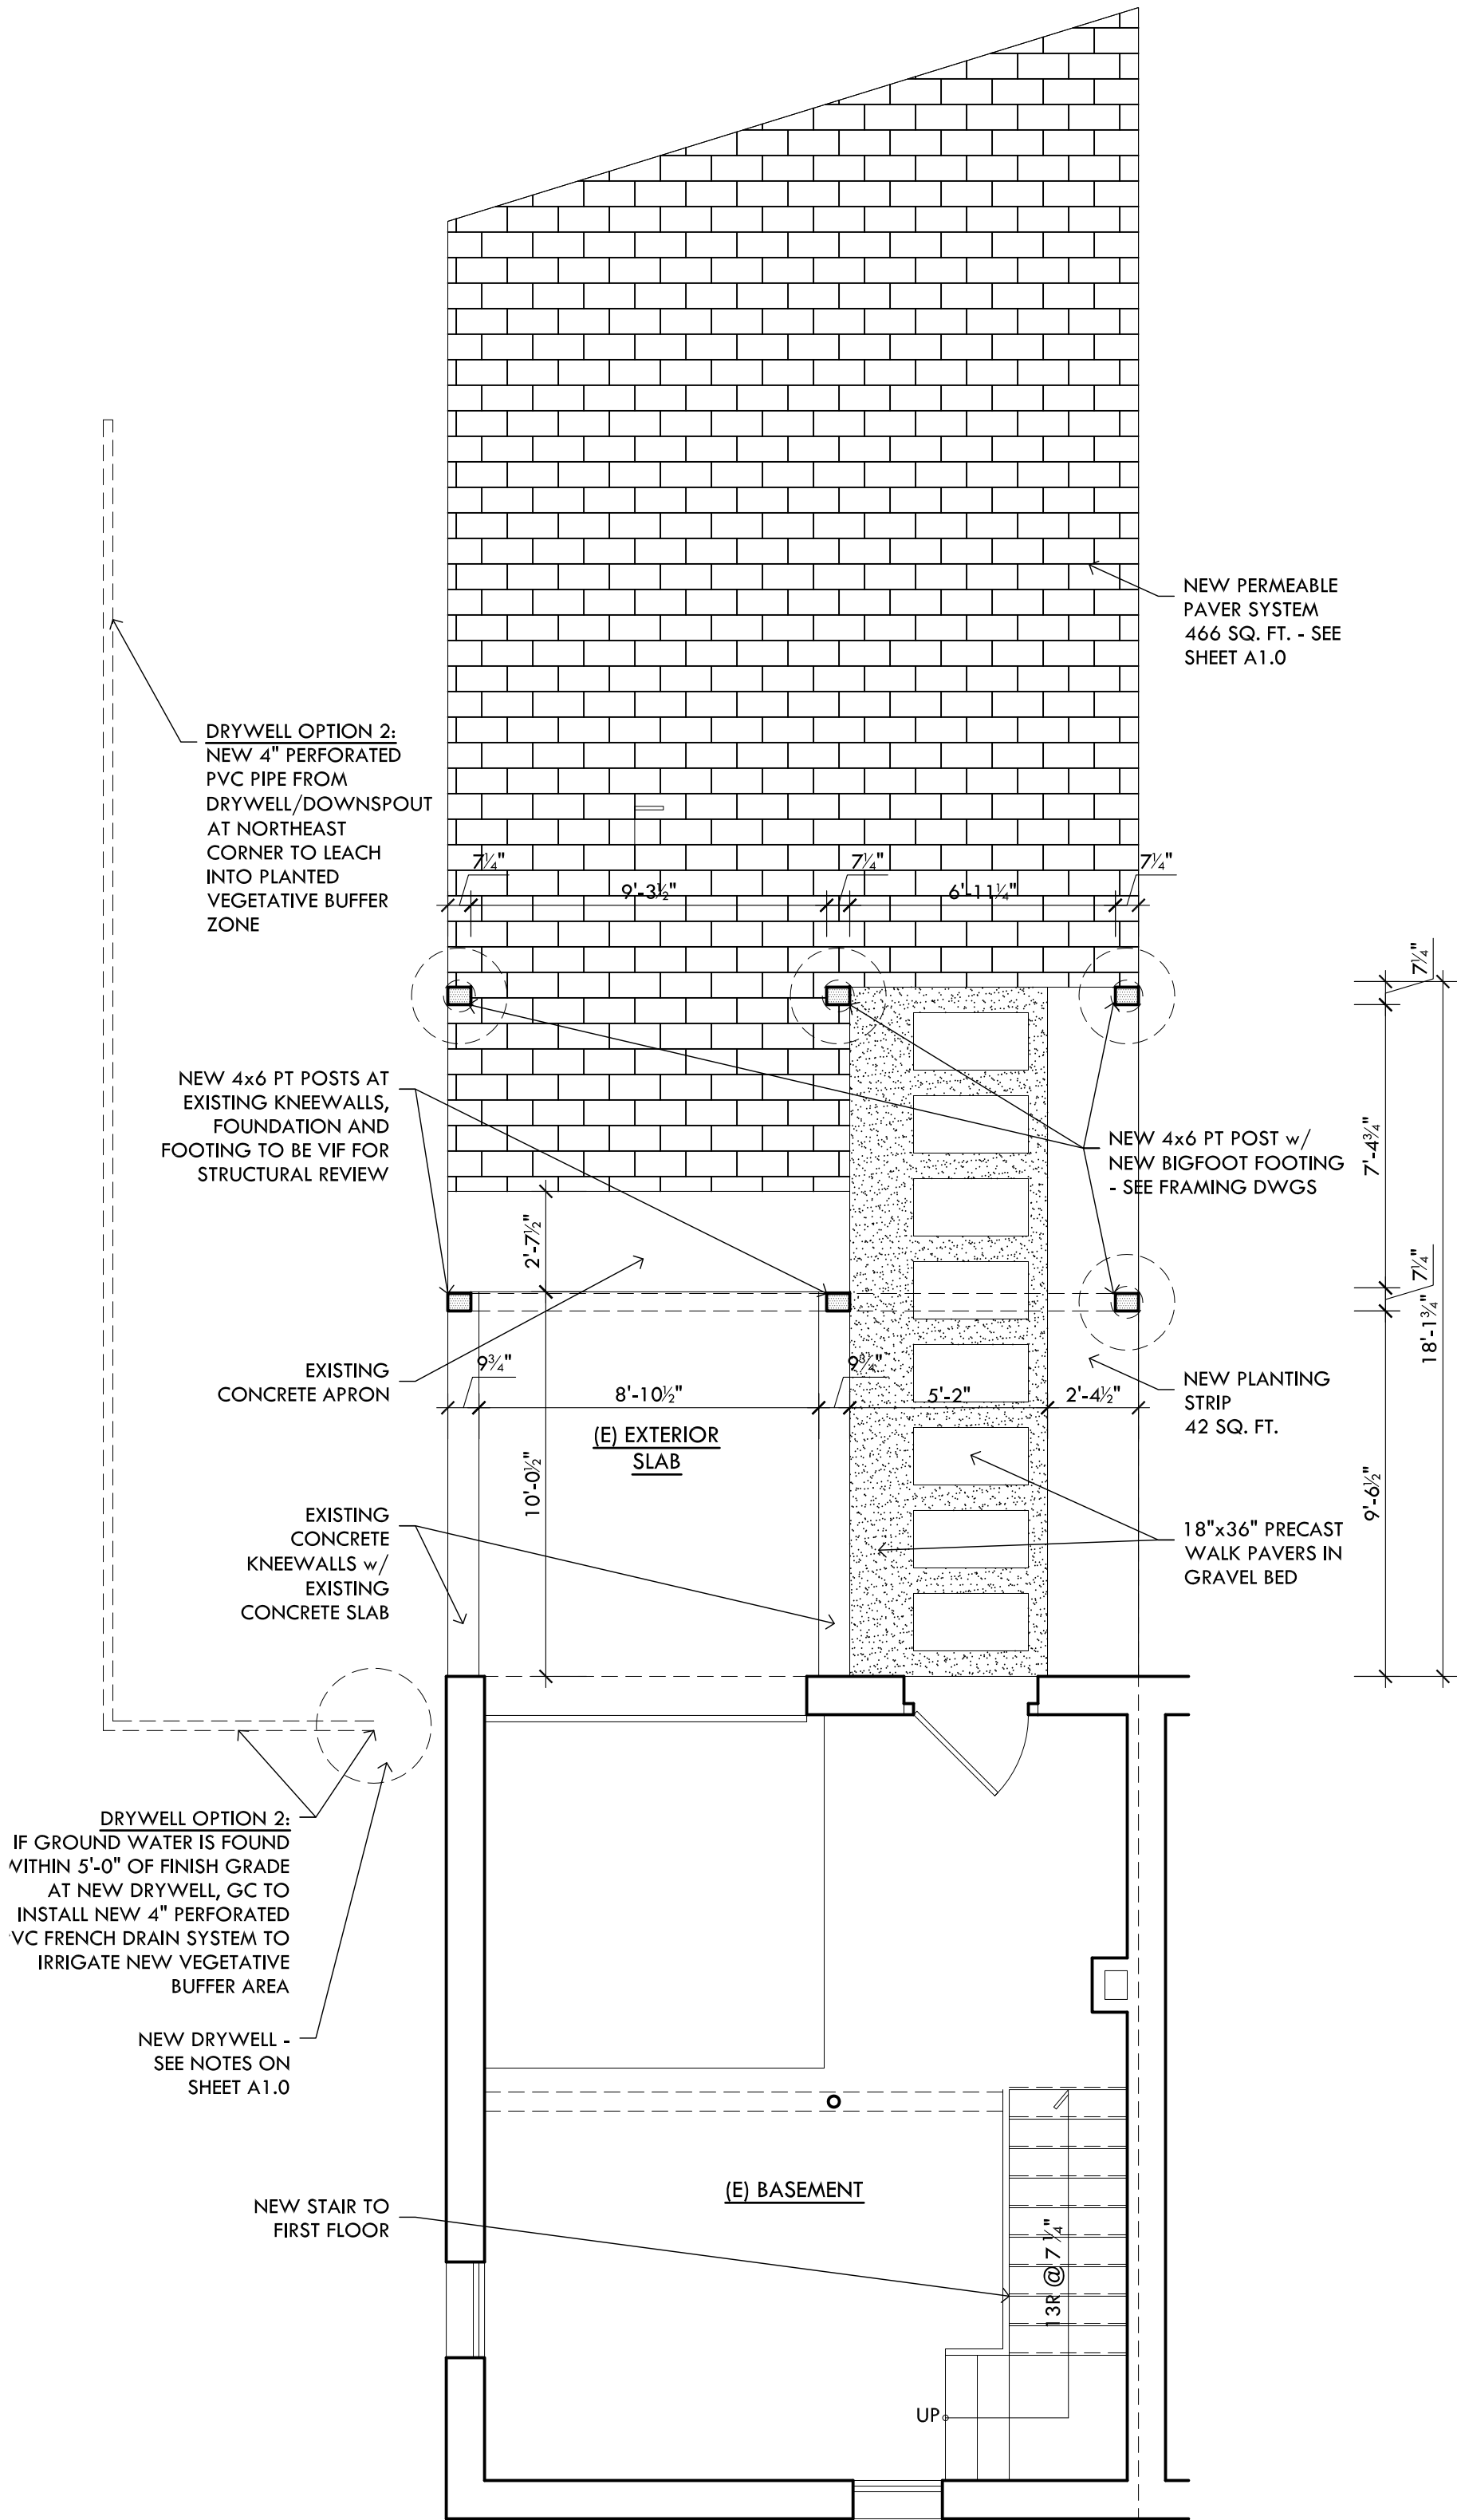 NEW PERMEABLE
PAVER SYSTEM
466 SQ. FT. - SEE
SHEET A1.0
DRYWELL OPTION 2:
NEW 4" PERFORATED
PVC PIPE FROM
DRYWELL/DOWNSPOUT
AT NORTHEAST
CORNER TO LEACH
INTO PLANTED
VEGETATIVE BUFFER
ZONE
7¼"
9'-3½"
7¼"
6'-11¼"
7¼"
7¼"
7'-4¾"
7¼"
18'-1¾"
9'-6½"
NEW 4x6 PT POSTS AT
EXISTING KNEEWALLS,
FOUNDATION AND
FOOTING TO BE VIF FOR
STRUCTURAL REVIEW
NEW 4x6 PT POST w/
NEW BIGFOOT FOOTING
- SEE FRAMING DWGS
2'-7½"
EXISTING
CONCRETE APRON
9¾"
8'-10½"
9¾"
5'-2"
2'-4½"
NEW PLANTING
STRIP
42 SQ. FT.
(E) EXTERIOR
SLAB
10'-0½"
EXISTING
CONCRETE
KNEEWALLS w/
EXISTING
CONCRETE SLAB
18"x36" PRECAST
WALK PAVERS IN
GRAVEL BED
DRYWELL OPTION 2:
IF GROUND WATER IS FOUND
WITHIN 5'-0" OF FINISH GRADE
AT NEW DRYWELL, GC TO
INSTALL NEW 4" PERFORATED
VC FRENCH DRAIN SYSTEM TO
IRRIGATE NEW VEGETATIVE
BUFFER AREA
NEW DRYWELL -
SEE NOTES ON
SHEET A1.0
(E) BASEMENT
NEW STAIR TO
FIRST FLOOR
13R @ 7 ¼"
UP